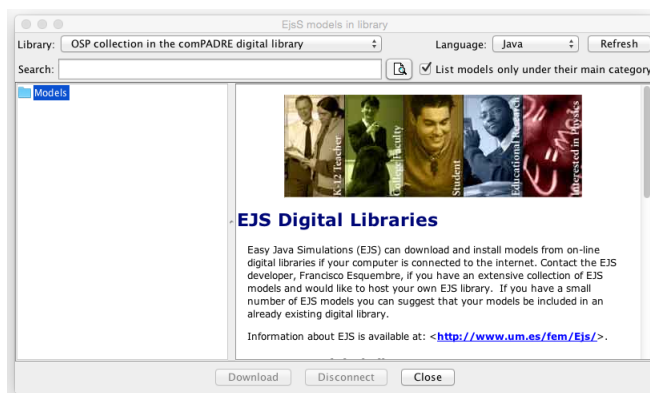 EjsS models in library
Library: OSP collection in the comPADRE digital library Language: Java Refresh
Search: List models only under their main category
Models
K-12 Teacher
College Faculty
Student
Educational Research
Interested in Physics
EJS Digital Libraries
Easy Java Simulations (EJS) can download and install models from on-line
digital libraries if your computer is connected to the internet. Contact the EJS
developer, Francisco Esquembre, if you have an extensive collection of EJS
models and would like to host your own EJS library. If you have a small
number of EJS models you can suggest that your models be included in an
already existing digital library.
Information about EJS is available at: <http://www.um.es/fem/Ejs/>.
Download Disconnect Close